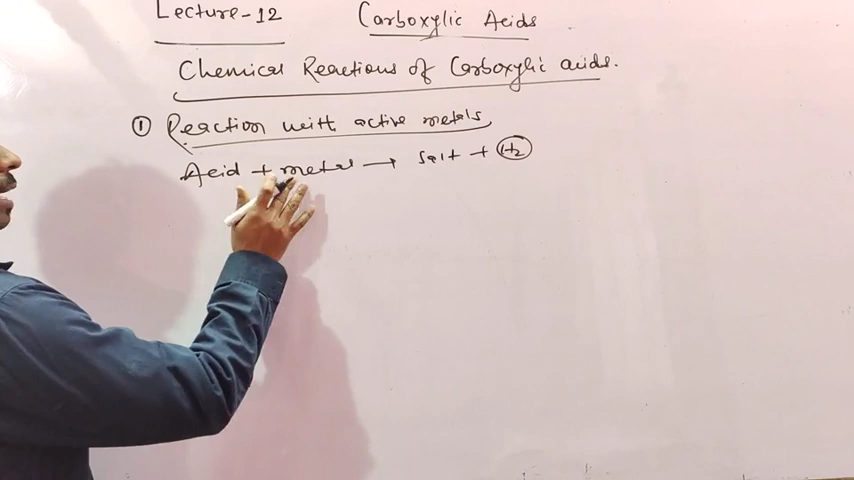 Lecture-12 Carboxylic Acids
Chemical Reactions of Carboxylic acids.
① Reaction with active metals
Acid + metal → Salt + H2